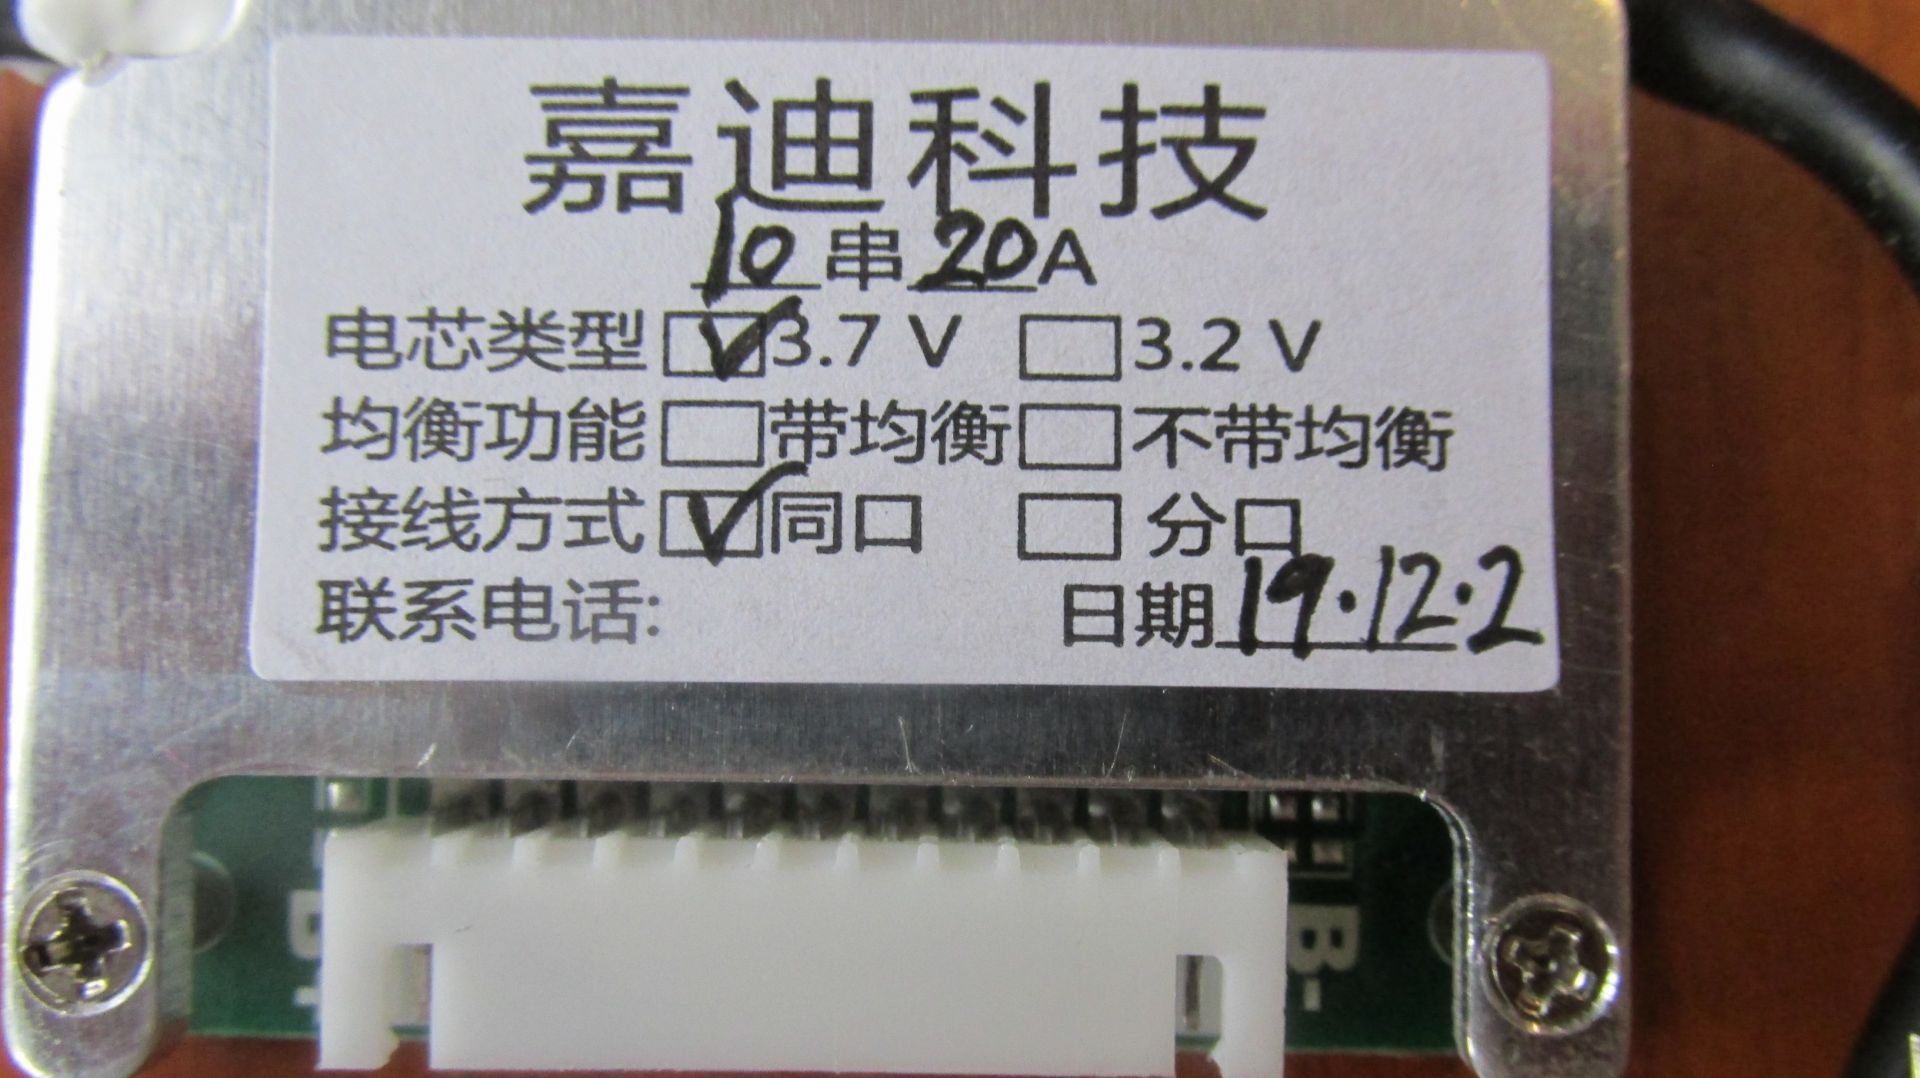 嘉迪科技
10串20A
电芯类型☑3.7 V ☐3.2 V
均衡功能☐带均衡☐不带均衡
接线方式☑同口 ☐分口
联系电话: 日期19.12.2
B-